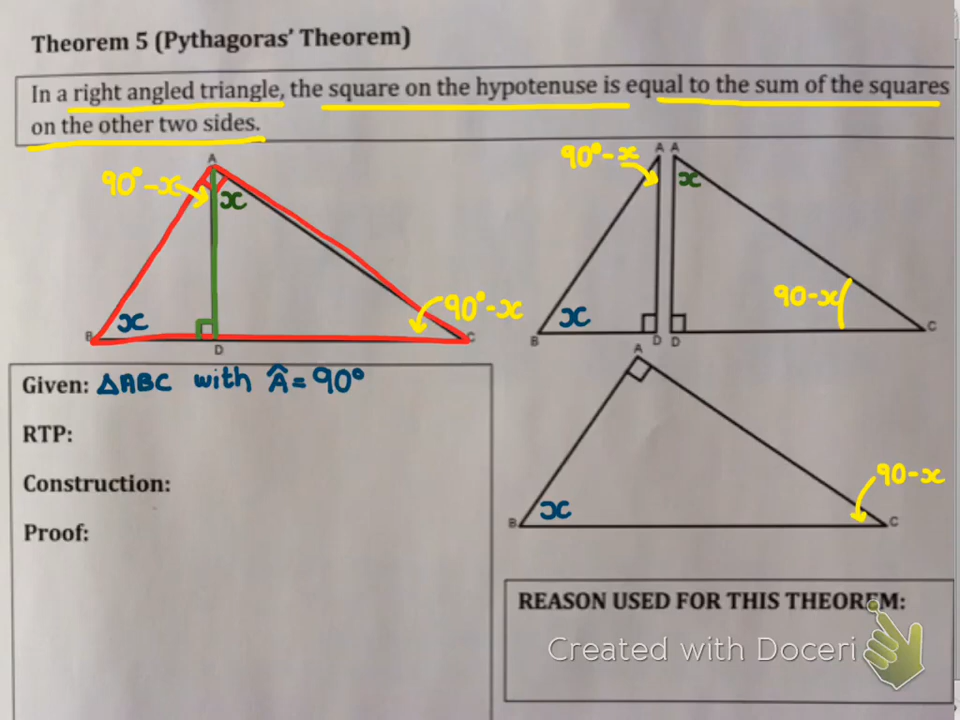 Theorem 5 (Pythagoras' Theorem)
In a right angled triangle, the square on the hypotenuse is equal to the sum of the squares
on the other two sides.
A
90°-x
x
x
90°-x
B
D
C
90°-x
A A
x
x
90-x
B
D D
C
A
90-x
x
B
C
Given: ΔABC with Â=90°
RTP:
Construction:
Proof:
REASON USED FOR THIS THEOREM:
Created with Doceri